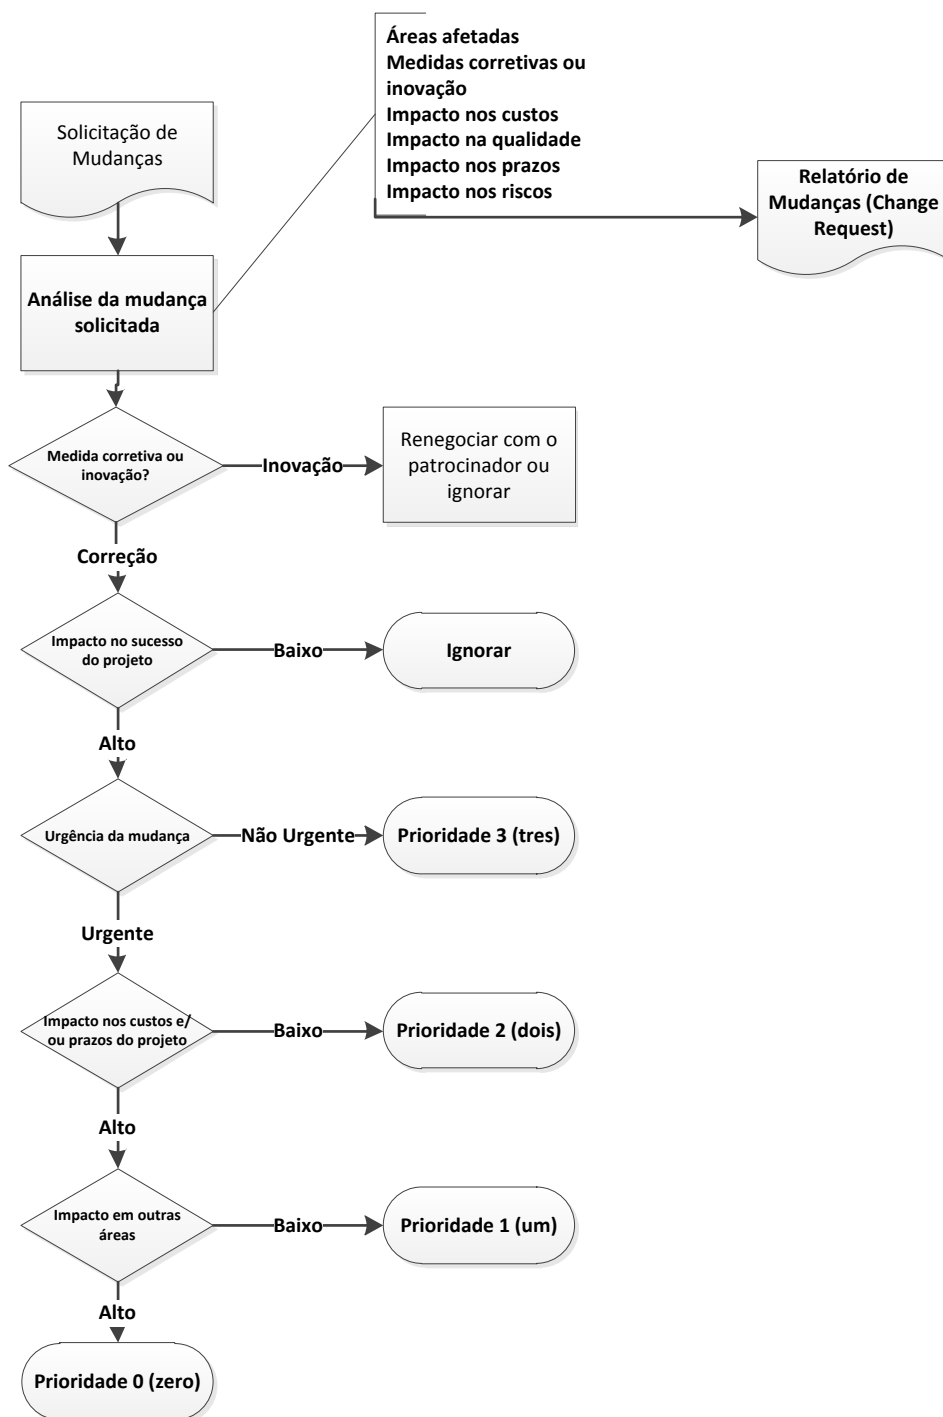 Áreas afetadas
Medidas corretivas ou
inovação
Impacto nos custos
Impacto na qualidade
Impacto nos prazos
Impacto nos riscos
Solicitação de
Mudanças
Relatório de
Mudanças (Change
Request)
Análise da mudança
solicitada
Medida corretiva ou
inovação?
Inovação
Renegociar com o
patrocinador ou
ignorar
Correção
Impacto no sucesso
do projeto
Baixo
Ignorar
Alto
Urgência da mudança
Não Urgente
Prioridade 3 (tres)
Urgente
Impacto nos custos e/
ou prazos do projeto
Baixo
Prioridade 2 (dois)
Alto
Impacto em outras
áreas
Baixo
Prioridade 1 (um)
Alto
Prioridade 0 (zero)